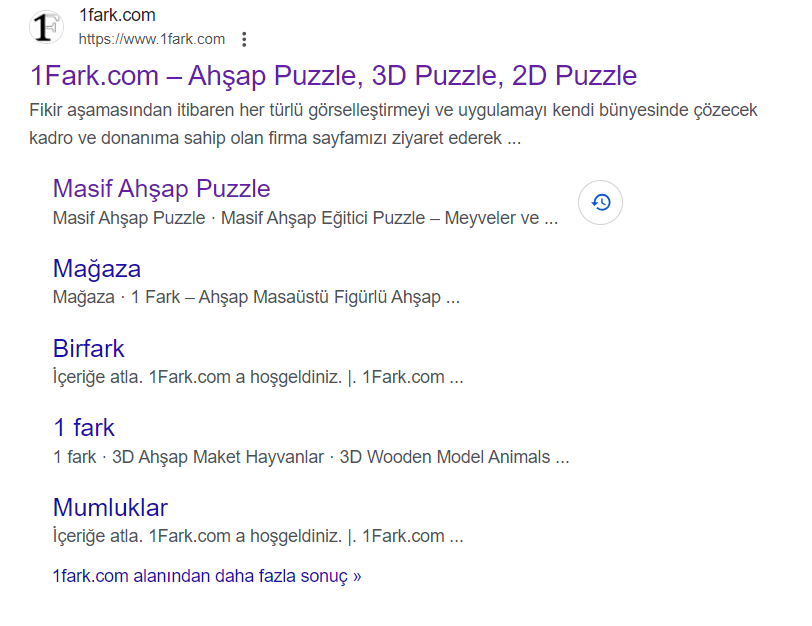 1F
1fark.com
https://www.1fark.com
1Fark.com – Ahşap Puzzle, 3D Puzzle, 2D Puzzle
Fikir aşamasından itibaren her türlü görselleştirmeyi ve uygulamayı kendi bünyesinde çözecek
kadro ve donanıma sahip olan firma sayfamızı ziyaret ederek ...
Masif Ahşap Puzzle
Masif Ahşap Puzzle · Masif Ahşap Eğitici Puzzle – Meyveler ve ...
Mağaza
Mağaza · 1 Fark – Ahşap Masaüstü Figürlü Ahşap ...
Birfark
İçeriğe atla. 1Fark.com a hoşgeldiniz. |. 1Fark.com ...
1 fark
1 fark · 3D Ahşap Maket Hayvanlar · 3D Wooden Model Animals ...
Mumluklar
İçeriğe atla. 1Fark.com a hoşgeldiniz. |. 1Fark.com ...
1fark.com alanından daha fazla sonuç »